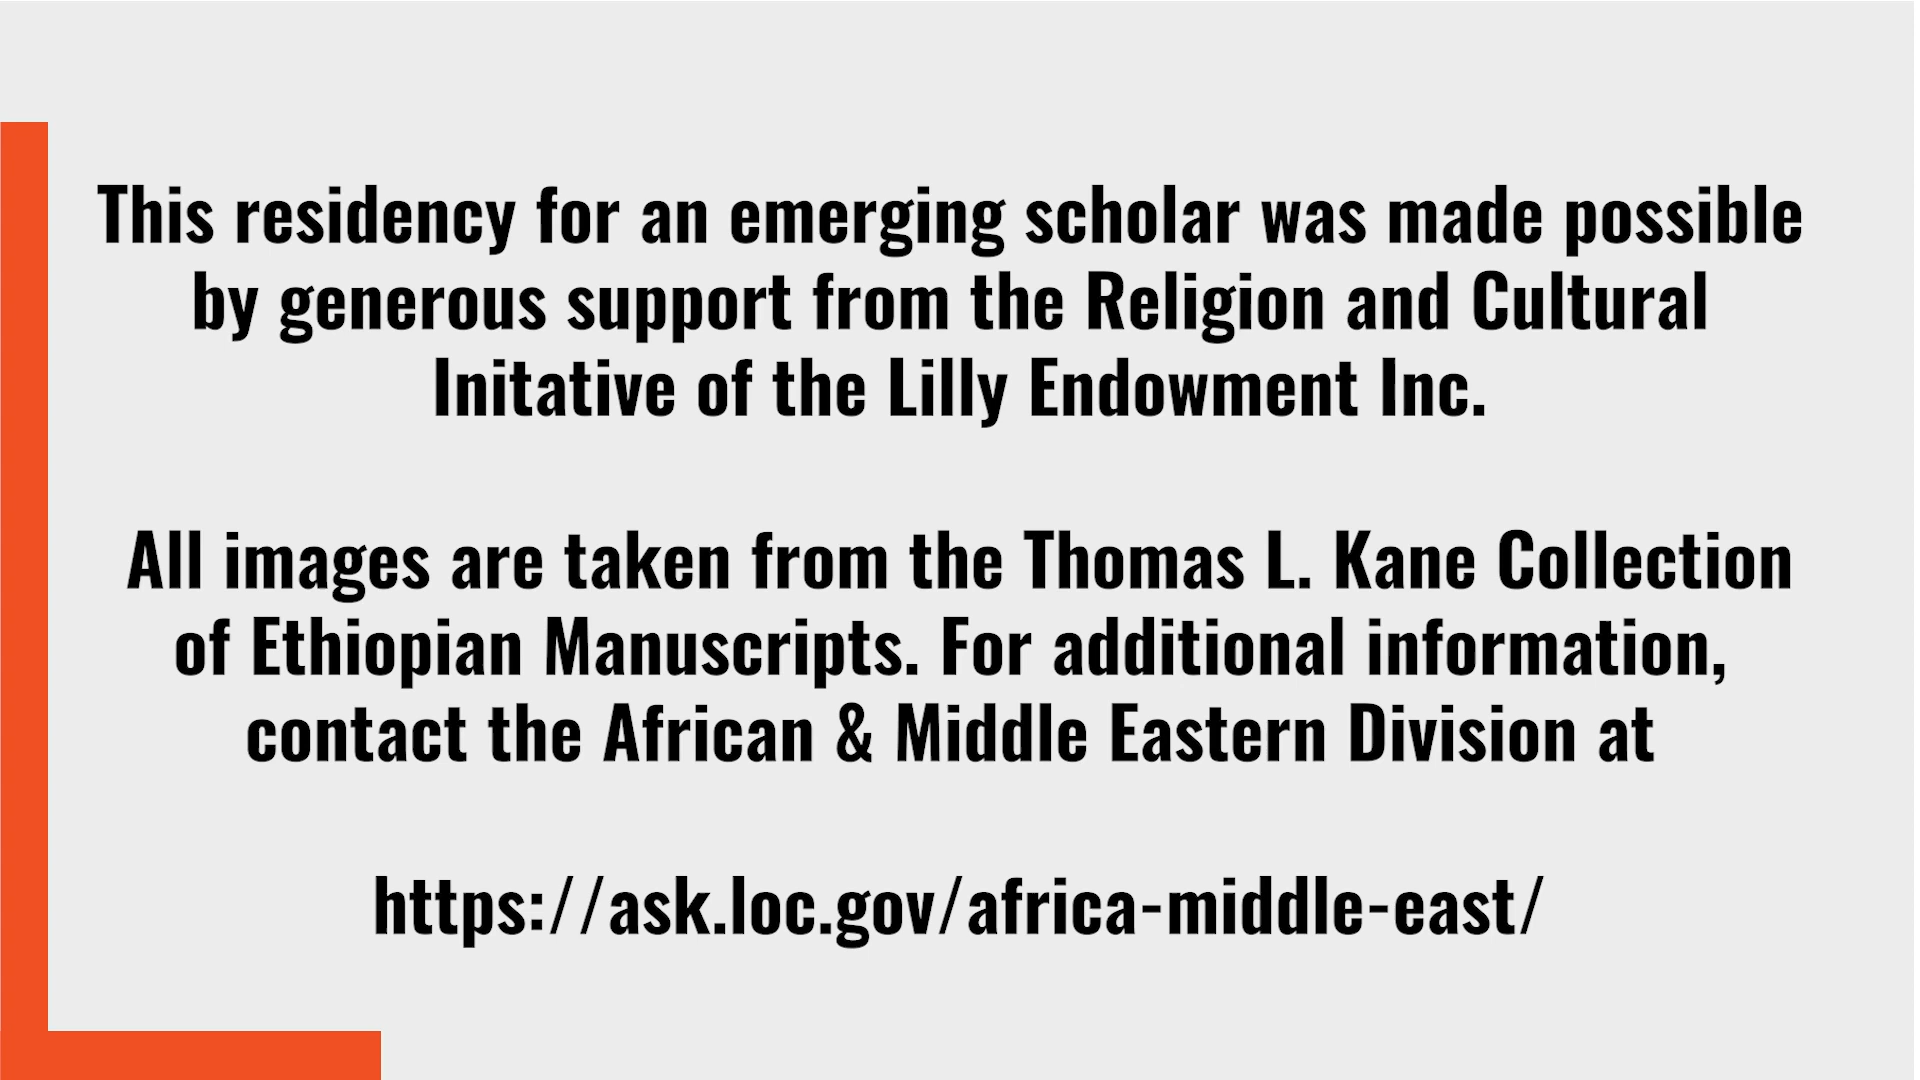 This residency for an emerging scholar was made possible
by generous support from the Religion and Cultural
Initative of the Lilly Endowment Inc.
All images are taken from the Thomas L. Kane Collection
of Ethiopian Manuscripts. For additional information,
contact the African & Middle Eastern Division at
https://ask.loc.gov/africa-middle-east/